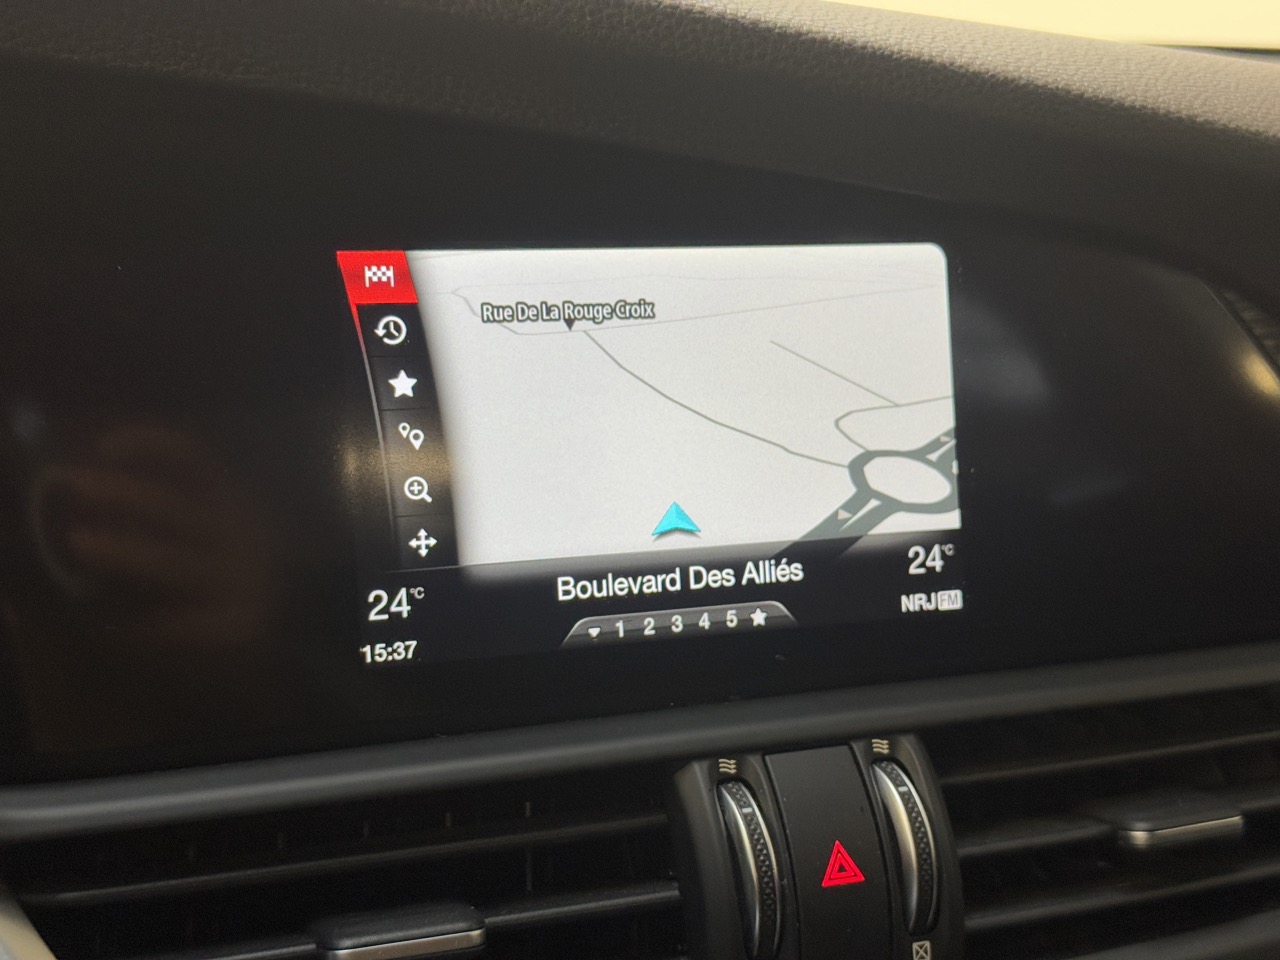 Rue De La Rouge Croix
Boulevard Des Alliés
24°C
24°C
1 2 3 4 5
NRJ FM
15:37